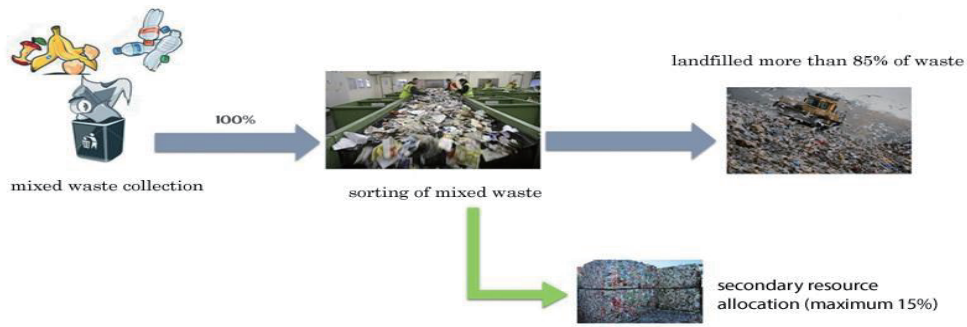 landfilled more than 85% of waste
100%
mixed waste collection
sorting of mixed waste
secondary resource
allocation (maximum 15%)